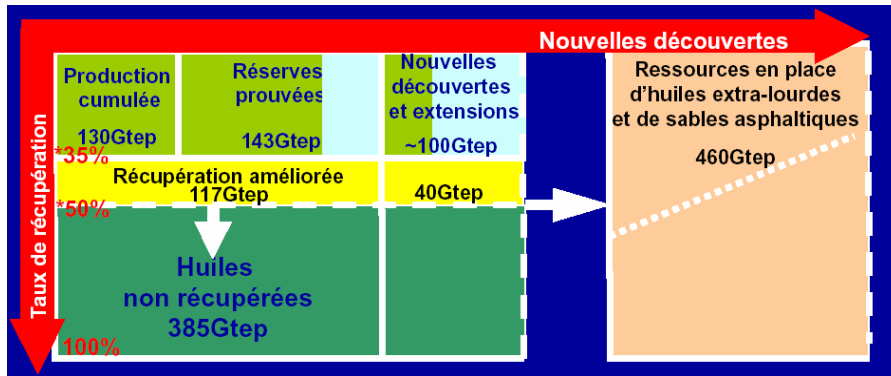 Nouvelles découvertes
Taux de récupération
Production
cumulée
130Gtep
Réserves
prouvées
143Gtep
Nouvelles
découvertes
et extensions
~100Gtep
Ressources en place
d'huiles extra-lourdes
et de sables asphaltiques
460Gtep
*35%
Récupération améliorée
117Gtep
40Gtep
*50%
Huiles
non récupérées
385Gtep
100%